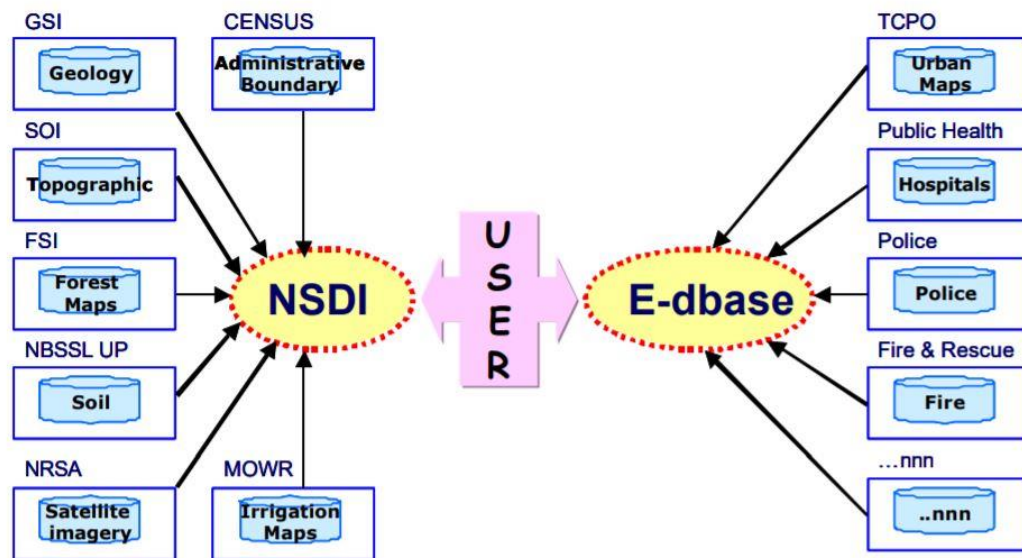 GSI
Geology
CENSUS
Administrative
Boundary
SOI
Topographic
FSI
Forest
Maps
NBSSL UP
Soil
NRSA
Satellite
imagery
MOWR
Irrigation
Maps
NSDI
U
S
E
R
E-dbase
TCPO
Urban
Maps
Public Health
Hospitals
Police
Police
Fire & Rescue
Fire
...nnn
..nnn